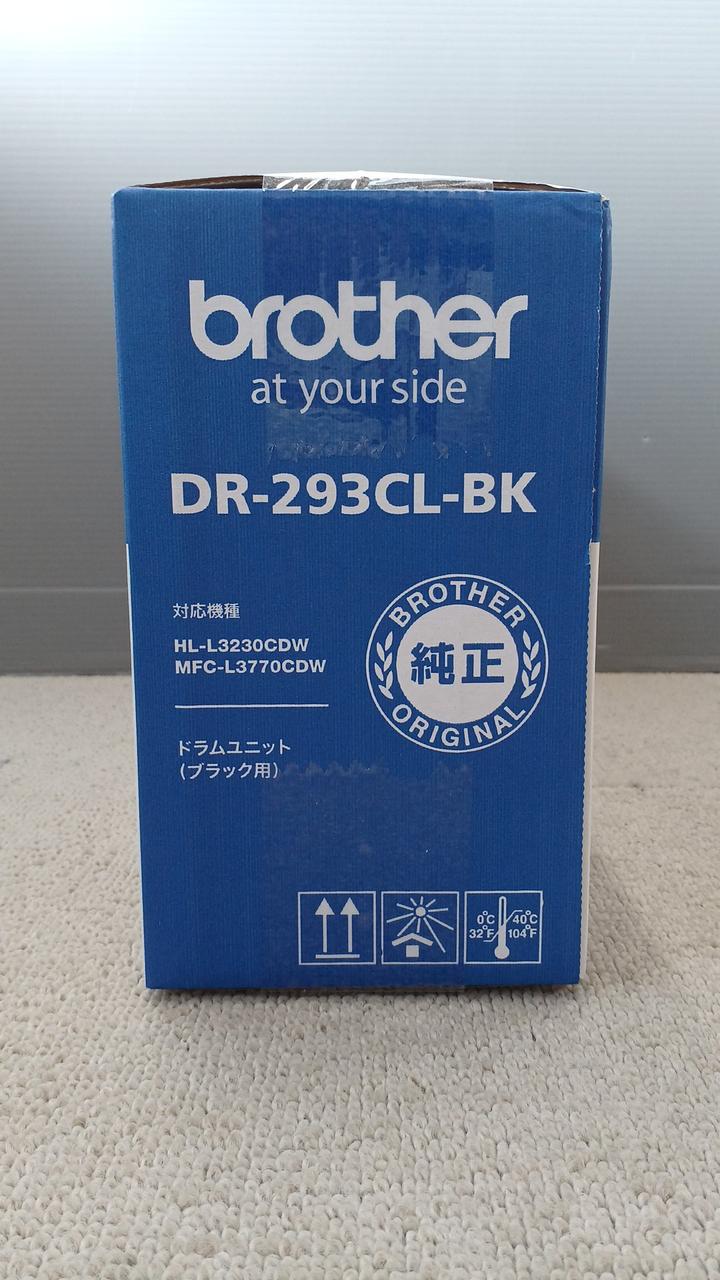 brother
at your side
DR-293CL-BK
対応機種
HL-L3230CDW
MFC-L3770CDW
BROTHER
純正
ORIGINAL
ドラムユニット
(ブラック用)
0℃ 40℃
32°F 104°F